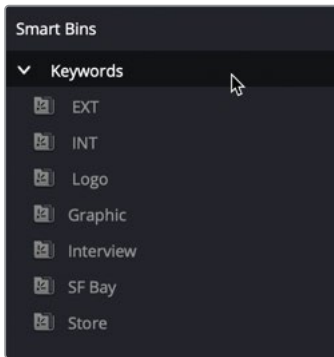 Smart Bins
Keywords
EXT
INT
Logo
Graphic
Interview
SF Bay
Store